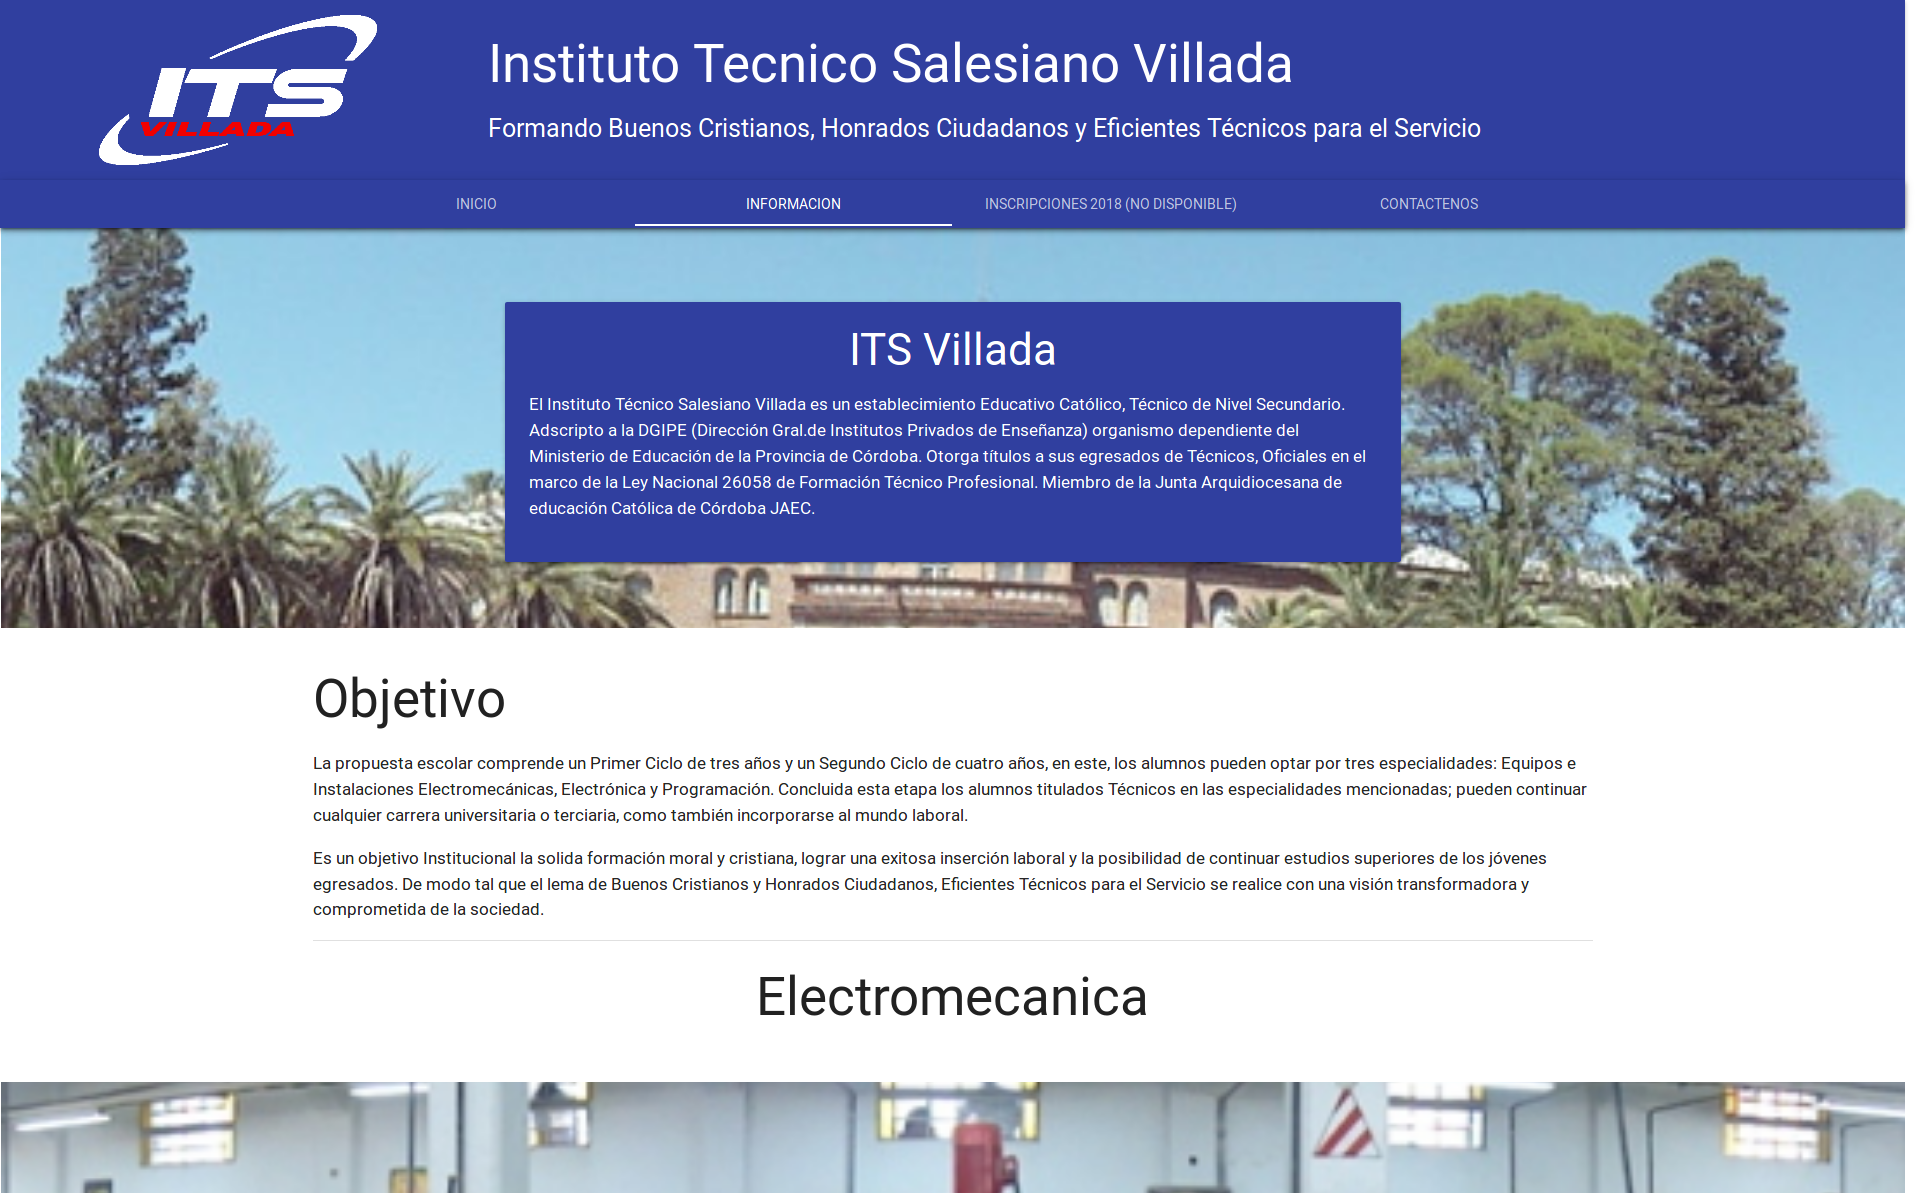 ITS
VILLADA
Instituto Tecnico Salesiano Villada
Formando Buenos Cristianos, Honrados Ciudadanos y Eficientes Técnicos para el Servicio
INICIO
INFORMACION
INSCRIPCIONES 2018 (NO DISPONIBLE)
CONTACTENOS
ITS Villada
El Instituto Técnico Salesiano Villada es un establecimiento Educativo Católico, Técnico de Nivel Secundario.
Adscripto a la DGIPE (Dirección Gral.de Institutos Privados de Enseñanza) organismo dependiente del
Ministerio de Educación de la Provincia de Córdoba. Otorga títulos a sus egresados de Técnicos, Oficiales en el
marco de la Ley Nacional 26058 de Formación Técnico Profesional. Miembro de la Junta Arquidiocesana de
educación Católica de Córdoba JAEC.
Objetivo
La propuesta escolar comprende un Primer Ciclo de tres años y un Segundo Ciclo de cuatro años, en este, los alumnos pueden optar por tres especialidades: Equipos e
Instalaciones Electromecánicas, Electrónica y Programación. Concluida esta etapa los alumnos titulados Técnicos en las especialidades mencionadas; pueden continuar
cualquier carrera universitaria o terciaria, como también incorporarse al mundo laboral.
Es un objetivo Institucional la solida formación moral y cristiana, lograr una exitosa inserción laboral y la posibilidad de continuar estudios superiores de los jóvenes
egresados. De modo tal que el lema de Buenos Cristianos y Honrados Ciudadanos, Eficientes Técnicos para el Servicio se realice con una visión transformadora y
comprometida de la sociedad.
Electromecanica